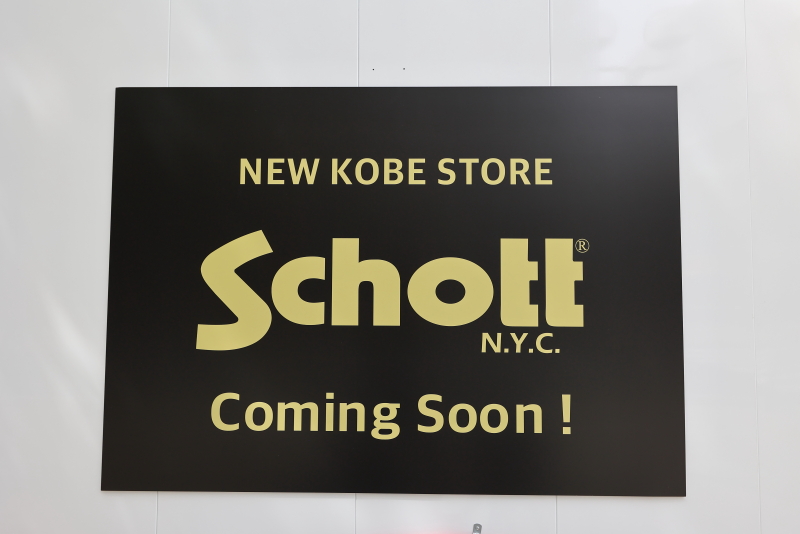 NEW KOBE STORE
Schott®
N.Y.C.
Coming Soon !